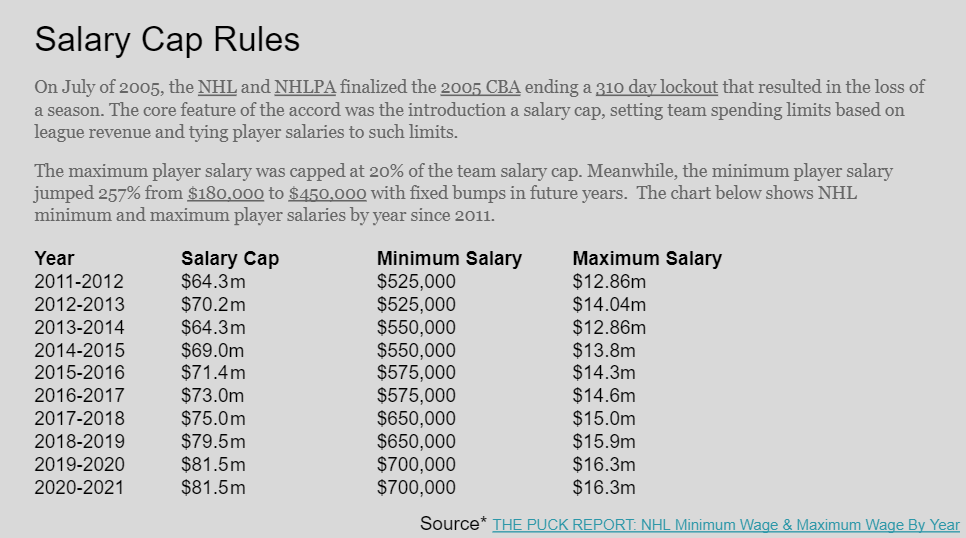 Salary Cap Rules
On July of 2005, the NHL and NHLPA finalized the 2005 CBA ending a 310 day lockout that resulted in the loss of
a season. The core feature of the accord was the introduction a salary cap, setting team spending limits based on
league revenue and tying player salaries to such limits.
The maximum player salary was capped at 20% of the team salary cap. Meanwhile, the minimum player salary
jumped 257% from $180,000 to $450,000 with fixed bumps in future years. The chart below shows NHL
minimum and maximum player salaries by year since 2011.
Year Salary Cap Minimum Salary Maximum Salary
2011-2012 $64.3m $525,000 $12.86m
2012-2013 $70.2m $525,000 $14.04m
2013-2014 $64.3m $550,000 $12.86m
2014-2015 $69.0m $550,000 $13.8m
2015-2016 $71.4m $575,000 $14.3m
2016-2017 $73.0m $575,000 $14.6m
2017-2018 $75.0m $650,000 $15.0m
2018-2019 $79.5m $650,000 $15.9m
2019-2020 $81.5m $700,000 $16.3m
2020-2021 $81.5m $700,000 $16.3m
Source* THE PUCK REPORT: NHL Minimum Wage & Maximum Wage By Year